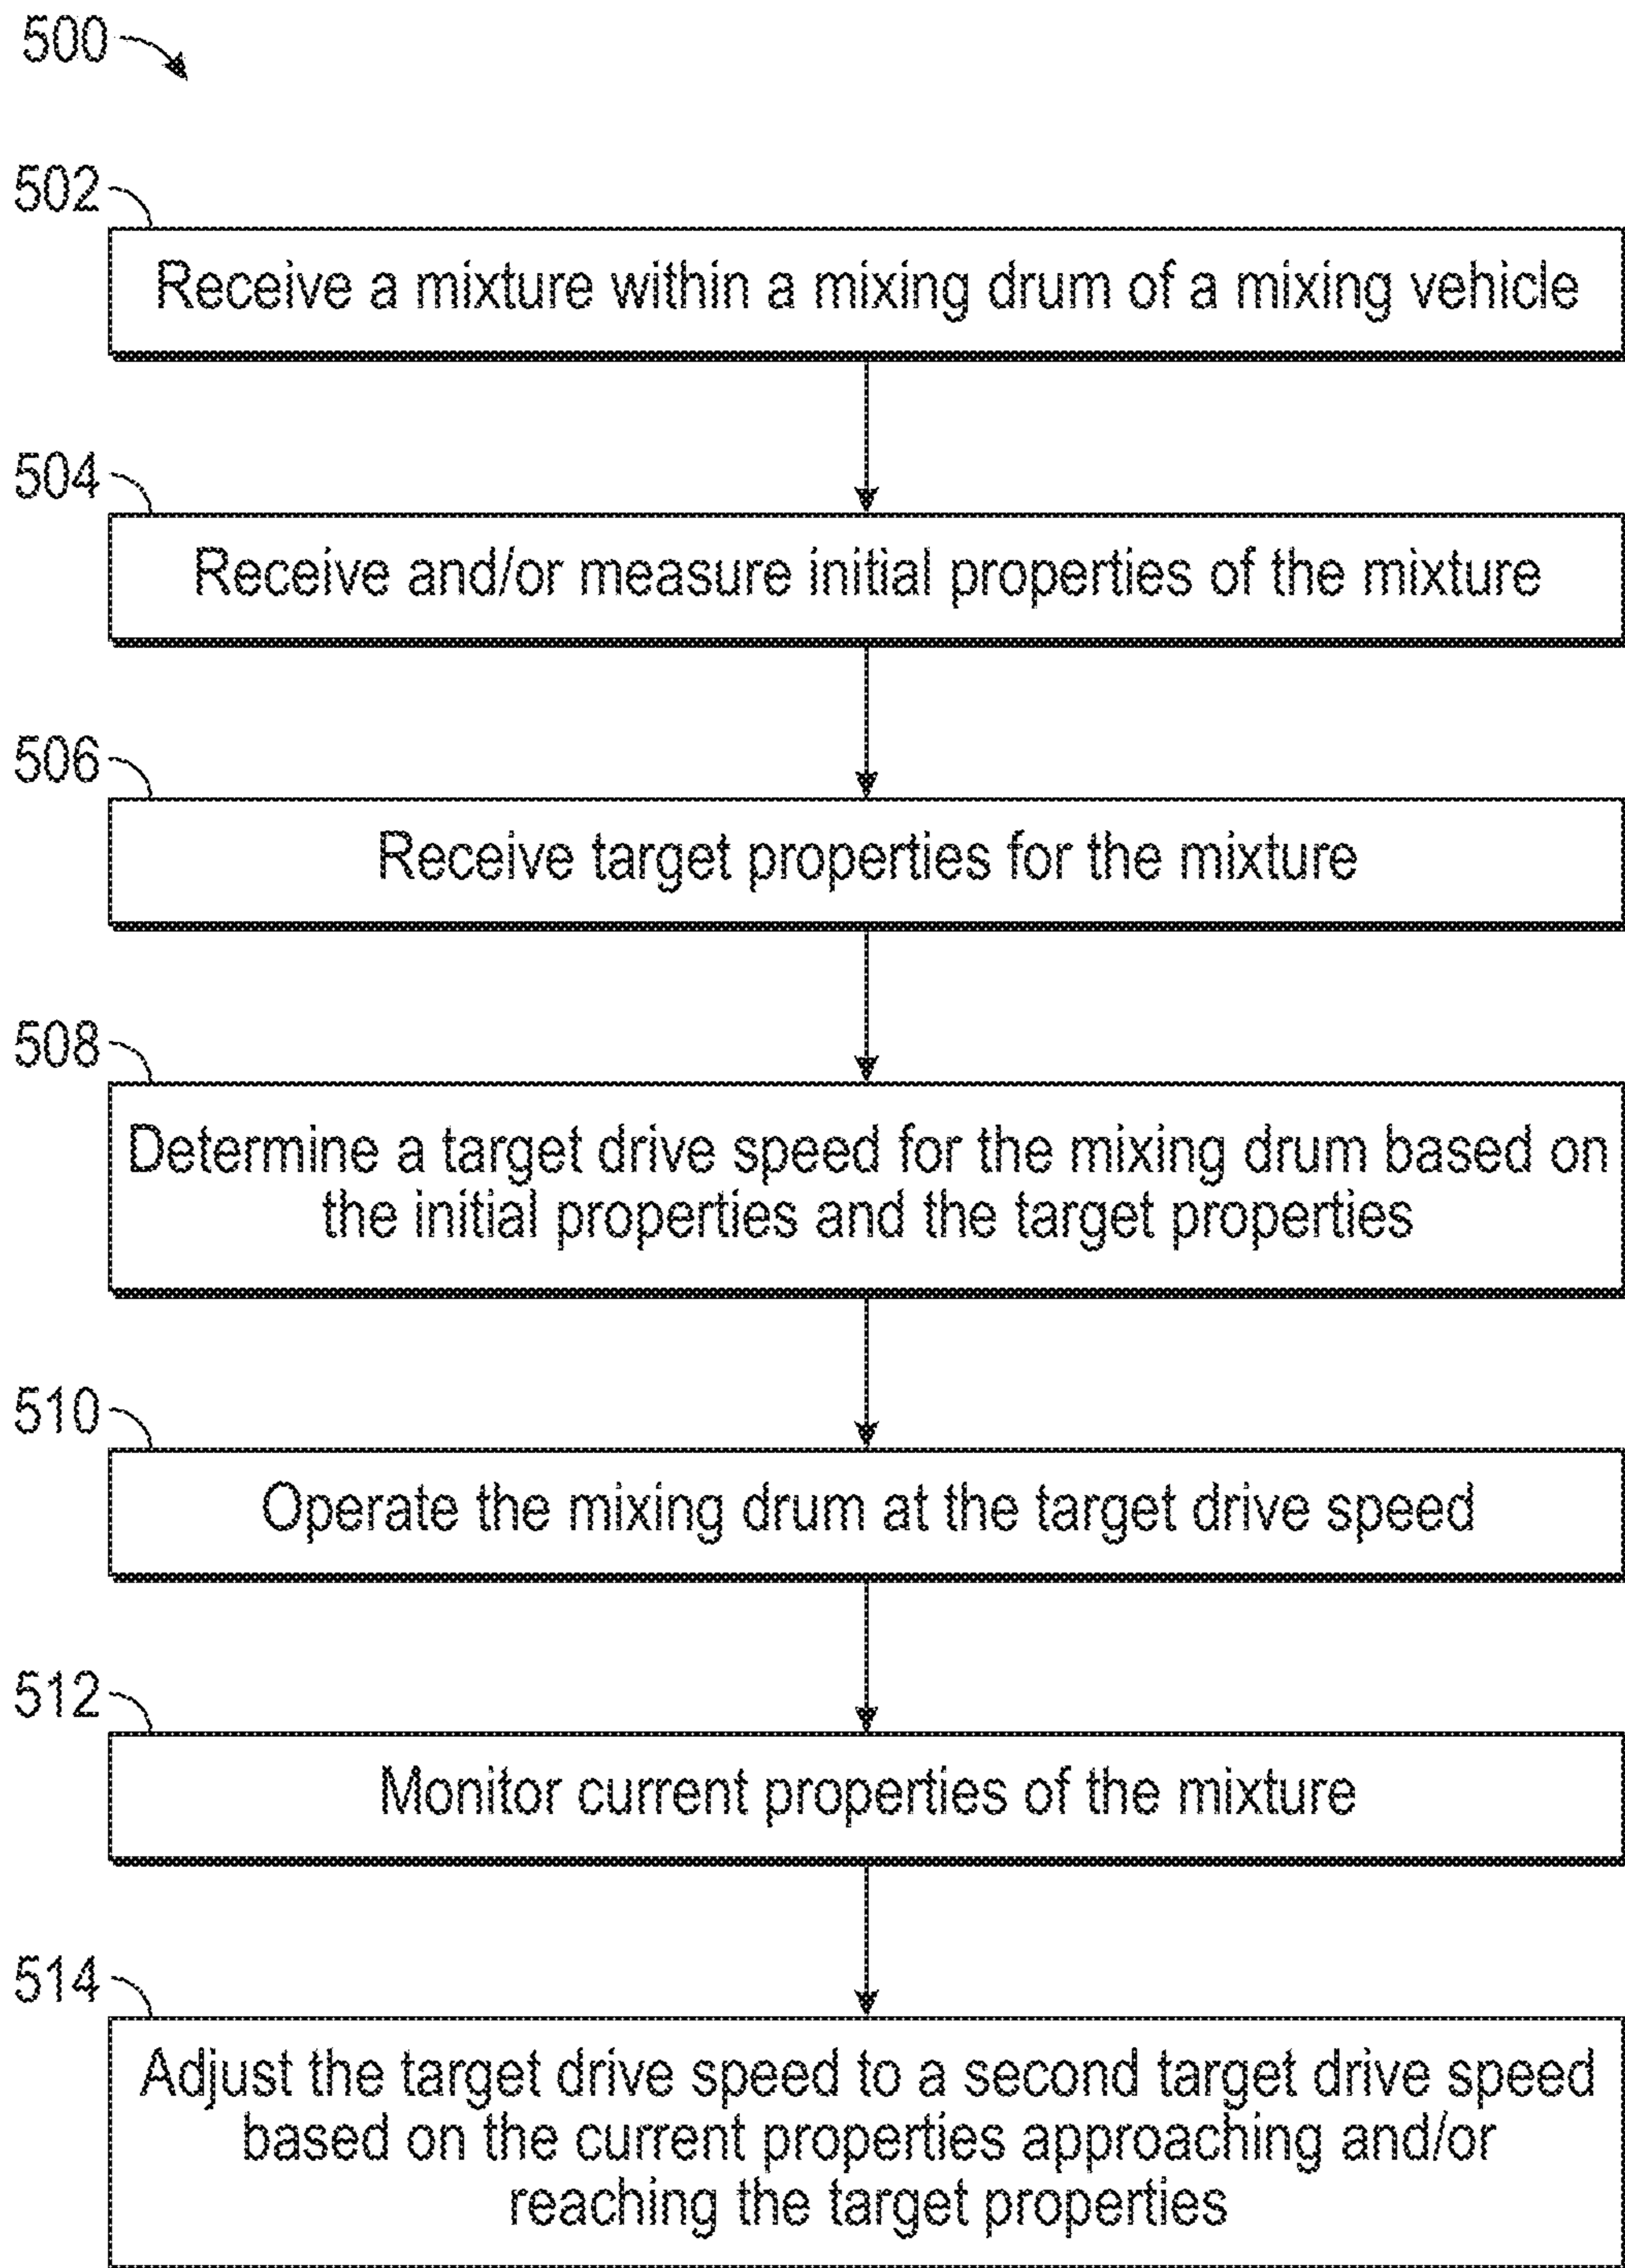 500
502
Receive a mixture within a mixing drum of a mixing vehicle
504
Receive and/or measure initial properties of the mixture
506
Receive target properties for the mixture
508
Determine a target drive speed for the mixing drum based on
the initial properties and the target properties
510
Operate the mixing drum at the target drive speed
512
Monitor current properties of the mixture
514
Adjust the target drive speed to a second target drive speed
based on the current properties approaching and/or
reaching the target properties